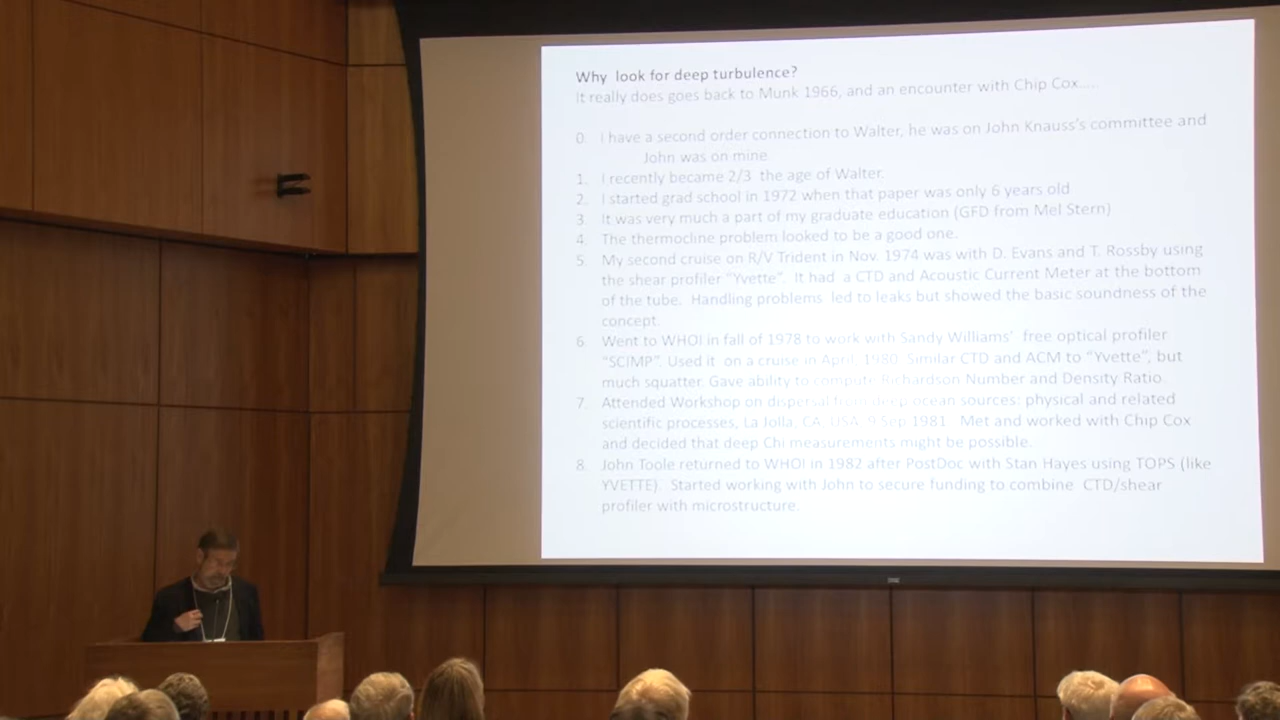 Why look for deep turbulence?
It really does goes back to Munk 1966, and an encounter with Chip Cox.....
0. I have a second order connection to Walter, he was on John Knauss's committee and
John was on mine
1. I recently became 2/3 the age of Walter.
2. I started grad school in 1972 when that paper was only 6 years old
3. It was very much a part of my graduate education (GFD from Mel Stern)
4. The thermocline problem looked to be a good one.
5. My second cruise on R/V Trident in Nov. 1974 was with D. Evans and T. Rossby using
the shear profiler "Yvette". It had a CTD and Acoustic Current Meter at the bottom
of the tube. Handling problems led to leaks but showed the basic soundness of the
concept.
6. Went to WHOI in fall of 1978 to work with Sandy Williams' free optical profiler
"SCIMP". Used it on a cruise in April, 1980. Similar CTD and ACM to "Yvette", but
much squatter. Gave ability to compute Richardson Number and Density Ratio
7. Attended Workshop on dispersal from deep ocean sources: physical and related
scientific processes, La Jolla, CA, USA, 9 Sep 1981. Met and worked with Chip Cox
and decided that deep Chi measurements might be possible.
8. John Toole returned to WHOI in 1982 after PostDoc with Stan Hayes using TOPS (like
YVETTE). Started working with John to secure funding to combine CTD/shear
profiler with microstructure.